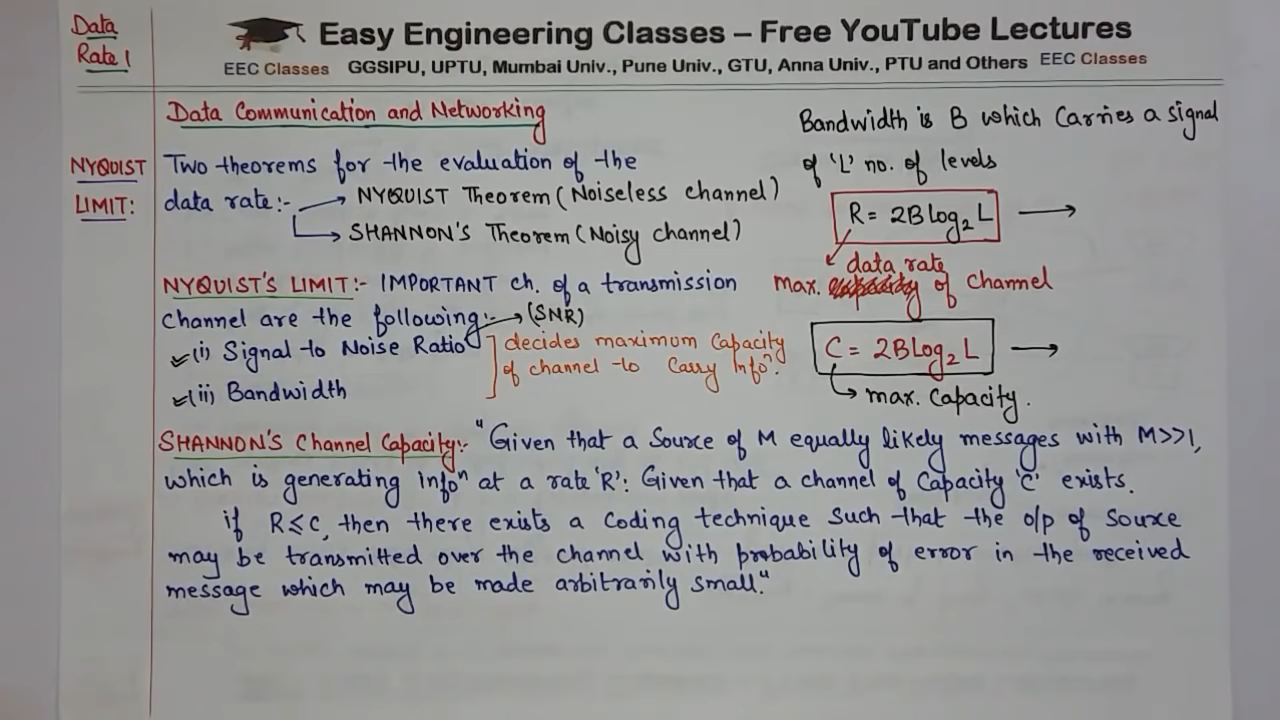 Data
Rate 1
Easy Engineering Classes – Free YouTube Lectures
EEC Classes GGSIPU, UPTU, Mumbai Univ., Pune Univ., GTU, Anna Univ., PTU and Others EEC Classes
Data Communication and Networking
NYQUIST
LIMIT:
Two theorems for the evaluation of the
data rate:- → NYQUIST Theorem (Noiseless channel)
→ SHANNON'S Theorem (Noisy channel)
NYQUIST'S LIMIT:- IMPORTANT ch. of a transmission
channel are the following:- → (SNR)
✓(i) Signal to Noise Ratio
✓(ii) Bandwidth
decides maximum Capacity
of channel to Carry Infoⁿ.
Bandwidth is B which Carries a signal
of 'L' no. of levels
R = 2B log₂ L →
data rate
max. of channel
C = 2B Log₂ L →
→ max. Capacity.
SHANNON'S Channel Capacity:- "Given that a Source of M equally likely messages with M>>1,
which is generating Infoⁿ at a rate 'R': Given that a channel of Capacity 'C' exists.
if R≤C, then there exists a Coding technique Such that the o/p of Source
may be transmitted over the channel with probability of error in the received
message which may be made arbitrarily small."